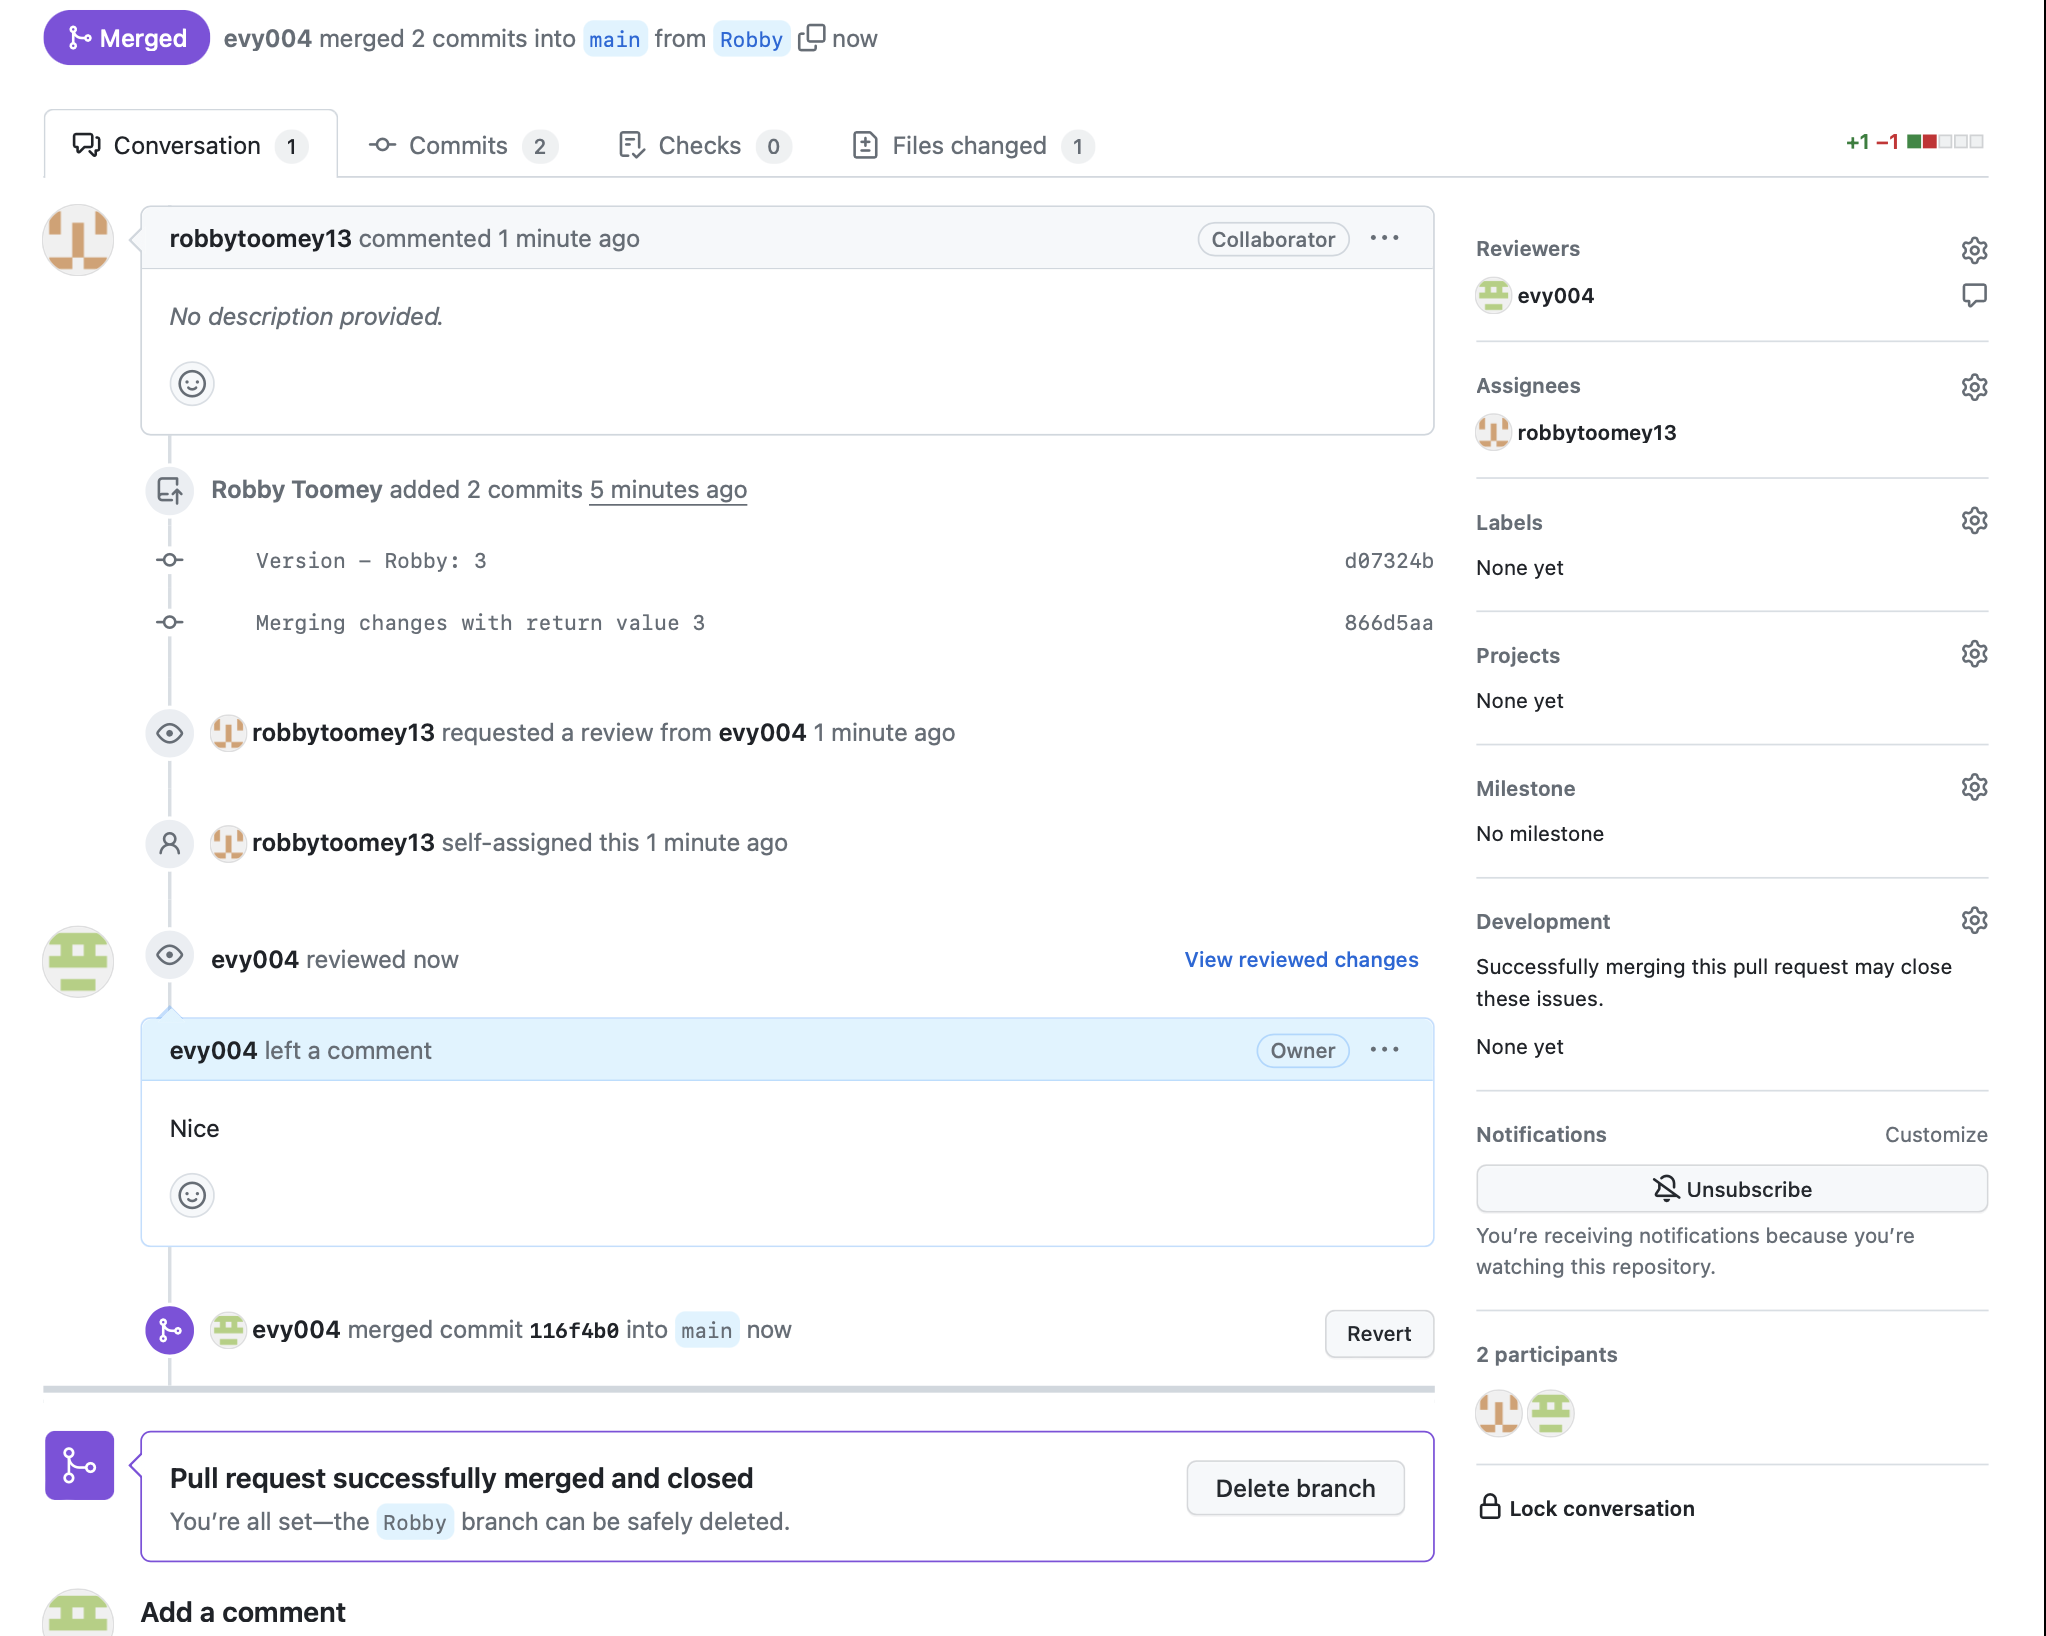 Merged evy004 merged 2 commits into main from Robby now
Conversation 1 Commits 2 Checks 0 Files changed 1 +1 −1
robbytoomey13 commented 1 minute ago Collaborator ···
No description provided.
Robby Toomey added 2 commits 5 minutes ago
Version – Robby: 3 d07324b
Merging changes with return value 3 866d5aa
robbytoomey13 requested a review from evy004 1 minute ago
robbytoomey13 self-assigned this 1 minute ago
evy004 reviewed now View reviewed changes
evy004 left a comment Owner ···
Nice
evy004 merged commit 116f4b0 into main now Revert
Pull request successfully merged and closed
You’re all set—the Robby branch can be safely deleted.
Delete branch
Add a comment
Reviewers
evy004
Assignees
robbytoomey13
Labels
None yet
Projects
None yet
Milestone
No milestone
Development
Successfully merging this pull request may close
these issues.
None yet
Notifications Customize
Unsubscribe
You’re receiving notifications because you’re
watching this repository.
2 participants
Lock conversation